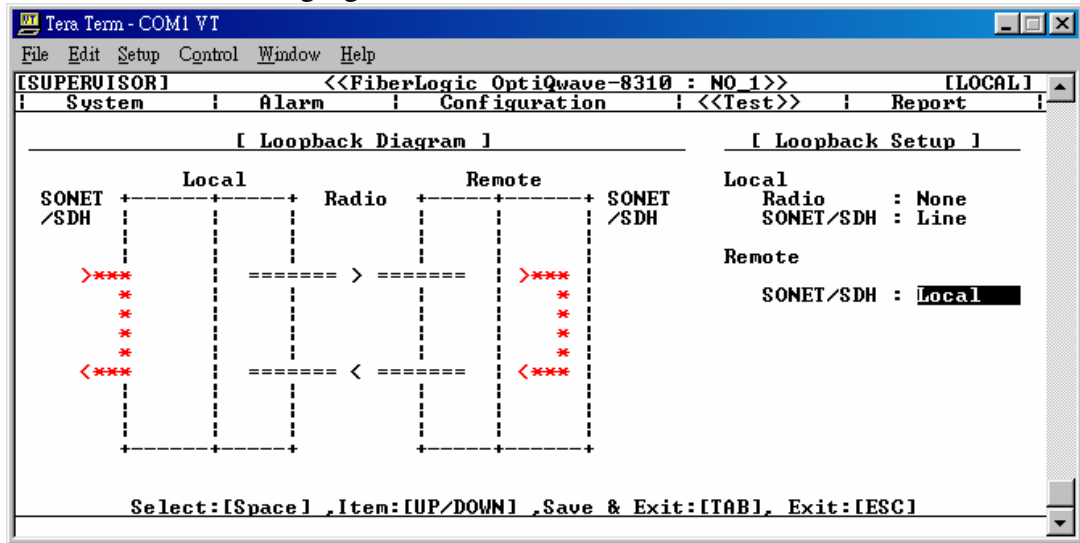 Tera Term - COM1 VT
File Edit Setup Control Window Help
[SUPERVISOR] <<FiberLogic OptiQwave-8310 : NO_1>> [LOCAL]
System Alarm Configuration <<Test>> Report
[ Loopback Diagram ] [ Loopback Setup ]
Local Remote Local
SONET Radio SONET Radio : None
/SDH /SDH SONET/SDH : Line
Remote
>*** ======= > ======= >***
* * SONET/SDH : Local
* *
* *
* *
<*** ======= < ======= <***
Select:[Space] ,Item:[UP/DOWN] ,Save & Exit:[TAB], Exit:[ESC]